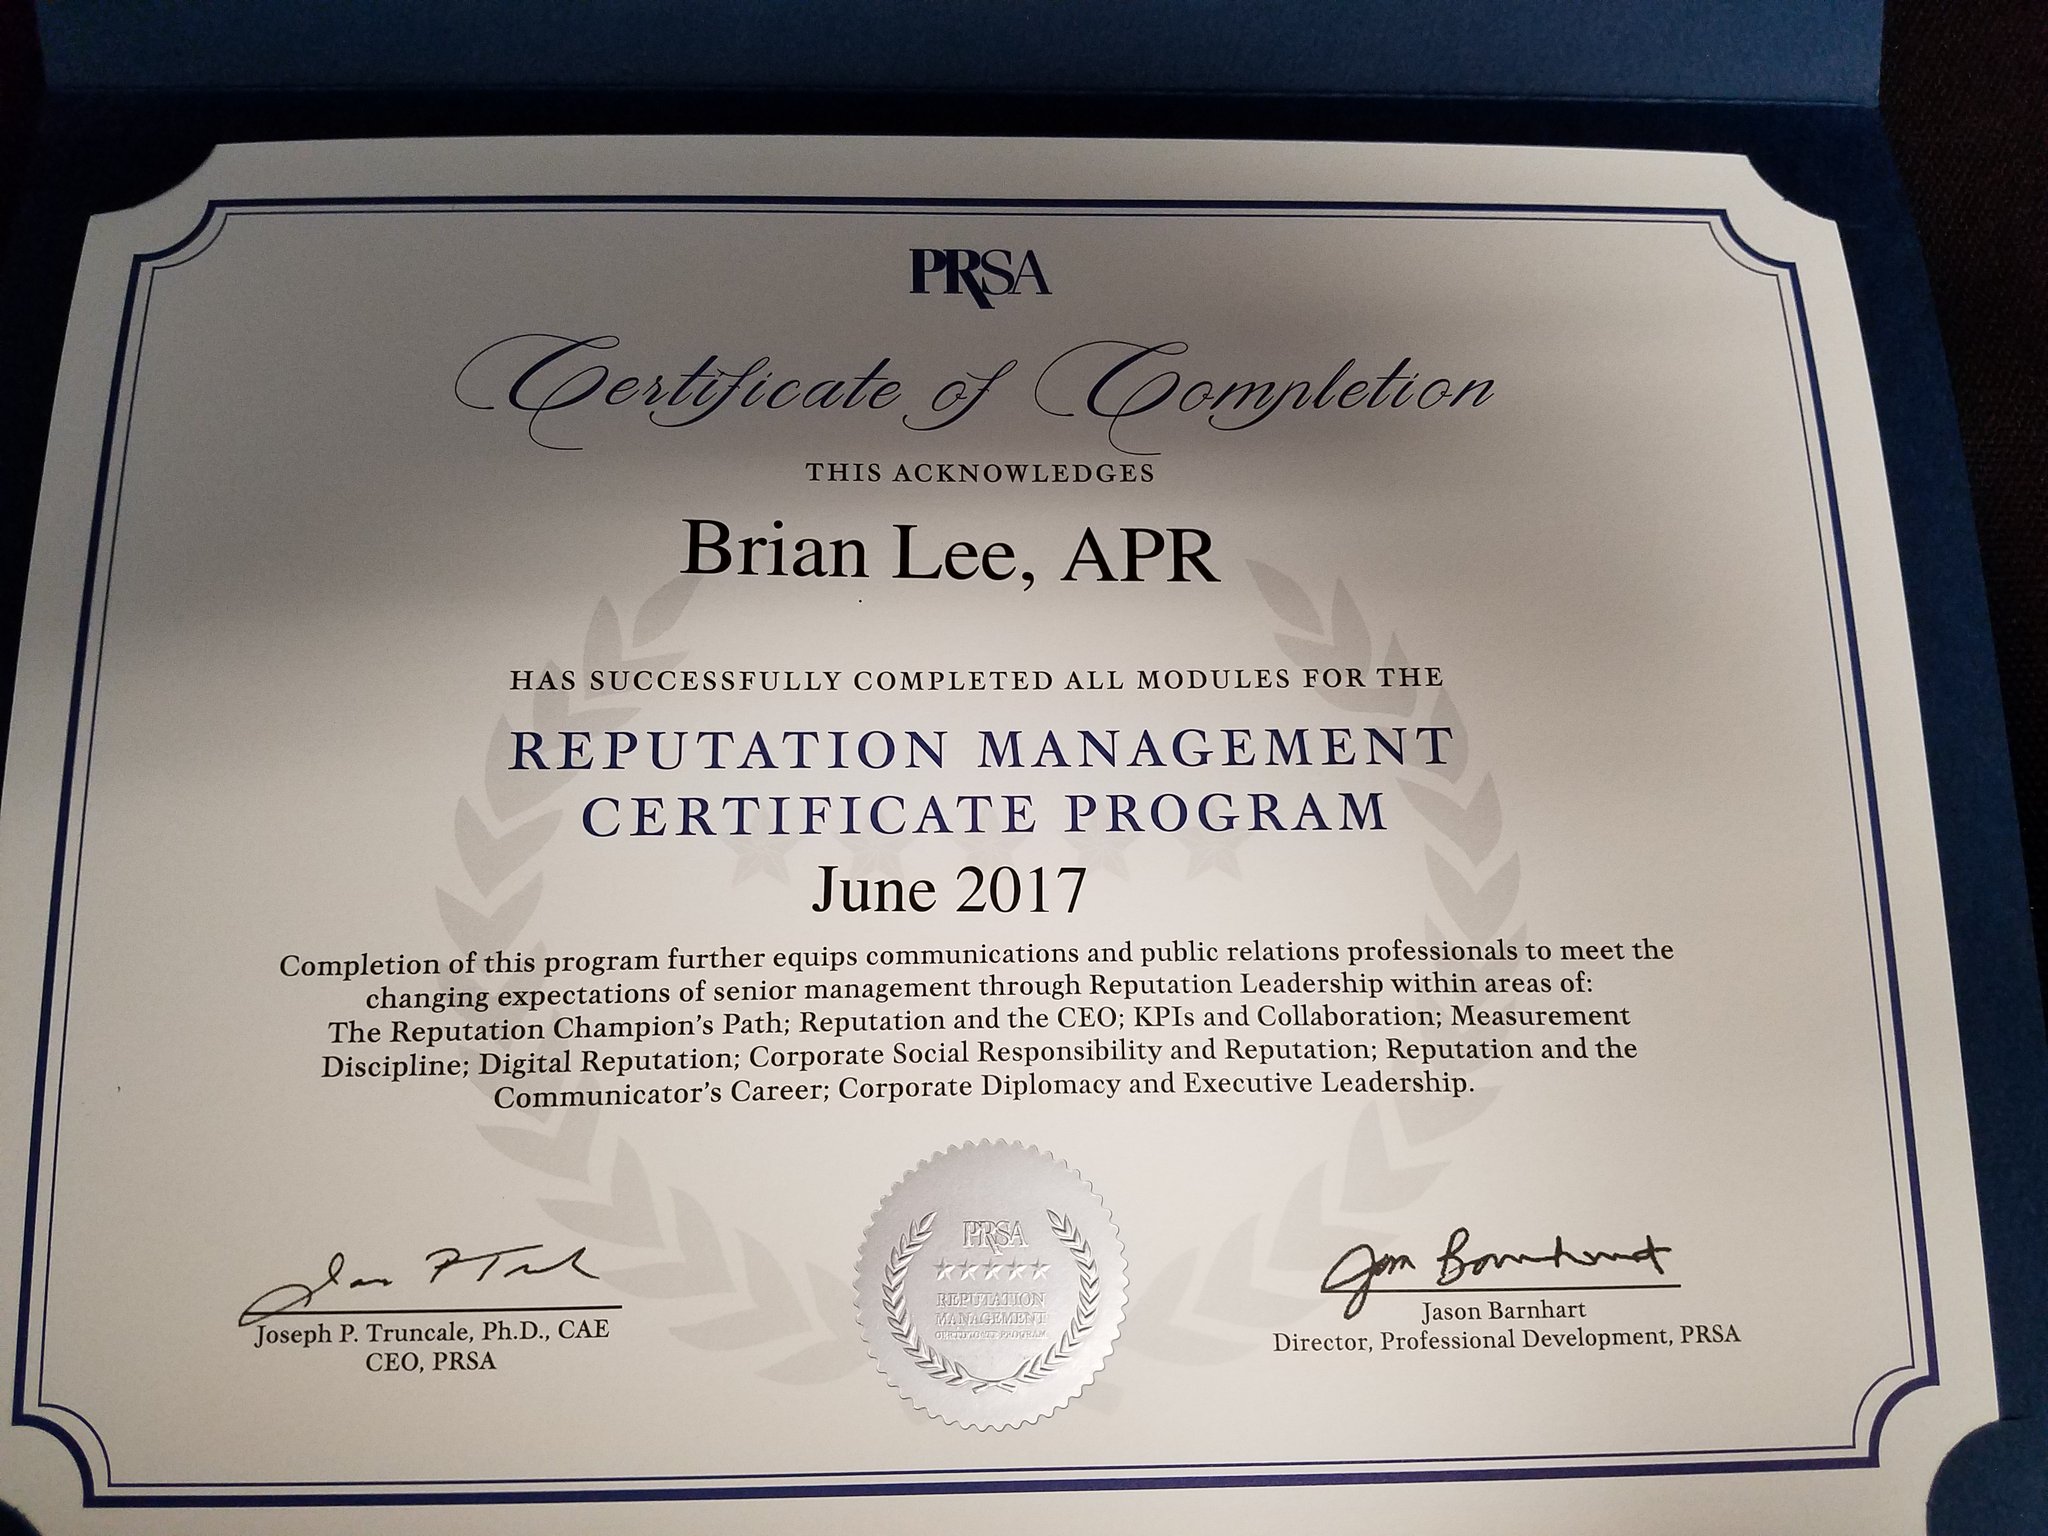 PRSA
Certificate of Completion
THIS ACKNOWLEDGES
Brian Lee, APR
HAS SUCCESSFULLY COMPLETED ALL MODULES FOR THE
REPUTATION MANAGEMENT
CERTIFICATE PROGRAM
June 2017
Completion of this program further equips communications and public relations professionals to meet the
changing expectations of senior management through Reputation Leadership within areas of:
The Reputation Champion's Path; Reputation and the CEO; KPIs and Collaboration; Measurement
Discipline; Digital Reputation; Corporate Social Responsibility and Reputation; Reputation and the
Communicator's Career; Corporate Diplomacy and Executive Leadership.
PRSA
REPUTATION
MANAGEMENT
CERTIFICATE PROGRAM
Joseph P. Truncale, Ph.D., CAE
CEO, PRSA
Jason Barnhart
Director, Professional Development, PRSA